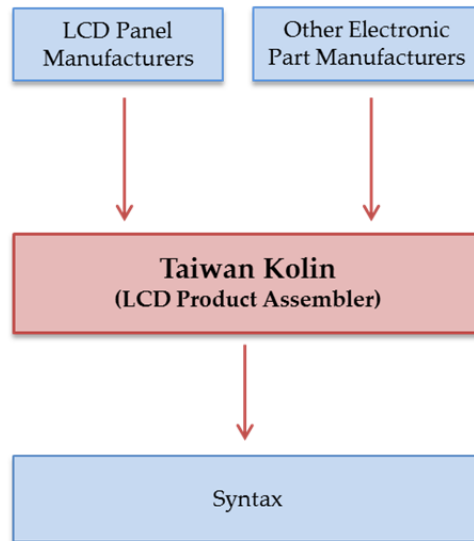 LCD Panel
Manufacturers
Other Electronic
Part Manufacturers
Taiwan Kolin
(LCD Product Assembler)
Syntax